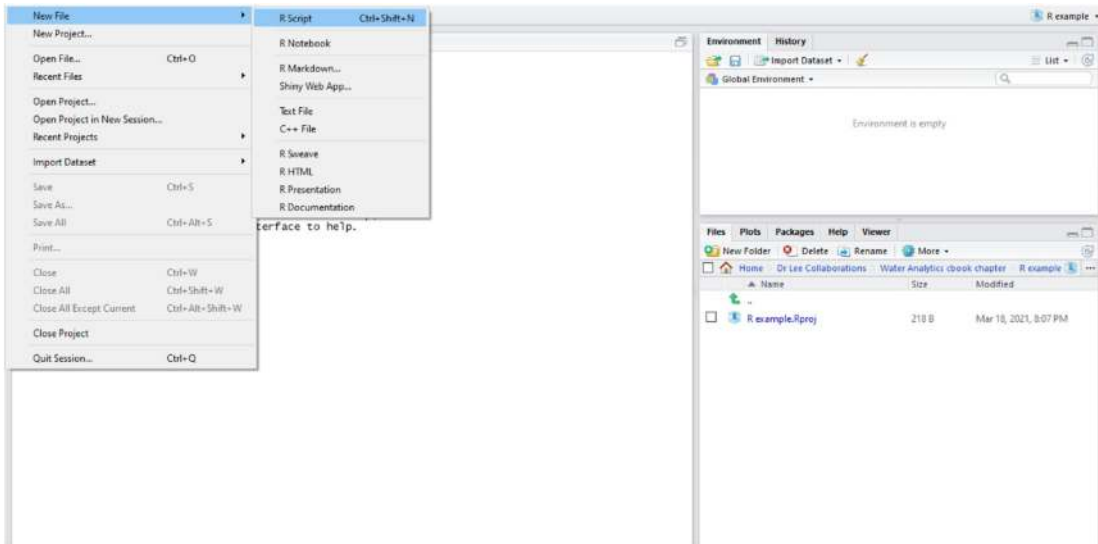 New File
New Project...
Open File... Ctrl+O
Recent Files
Open Project...
Open Project in New Session...
Recent Projects
Import Dataset
Save Ctrl+S
Save As...
Save All Ctrl+Alt+S
Print...
Close Ctrl+W
Close All Ctrl+Shift+W
Close All Except Current Ctrl+Alt+Shift+W
Close Project
Quit Session... Ctrl+Q
R Script Ctrl+Shift+N
R Notebook
R Markdown...
Shiny Web App...
Text File
C++ File
R Sweave
R HTML
R Presentation
R Documentation
terface to help.
R example
Environment History
Import Dataset List
Global Environment
Environment is empty
Files Plots Packages Help Viewer
New Folder Delete Rename More
Home Dr Lee Collaborations Water Analytics cbook chapter R example ...
Name Size Modified
..
R example.Rproj 218 B Mar 18, 2021, 8:07 PM